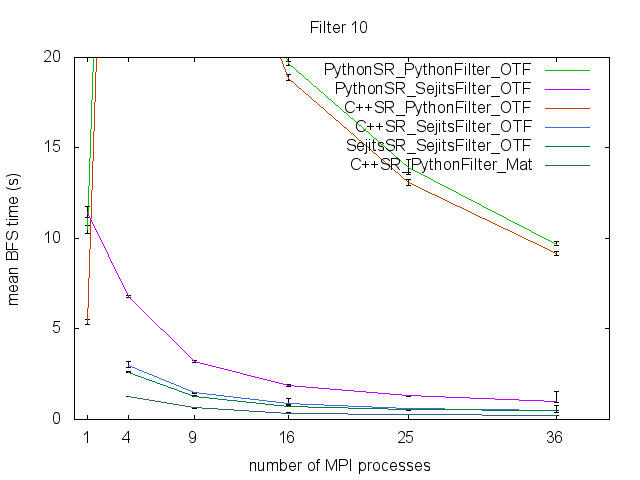 Filter 10
PythonSR_PythonFilter_OTF
PythonSR_SejitsFilter_OTF
C++SR_PythonFilter_OTF
C++SR_SejitsFilter_OTF
SejitsSR_SejitsFilter_OTF
C++SR_PythonFilter_Mat
20
15
10
5
0
mean BFS time (s)
1 4 9 16 25 36
number of MPI processes